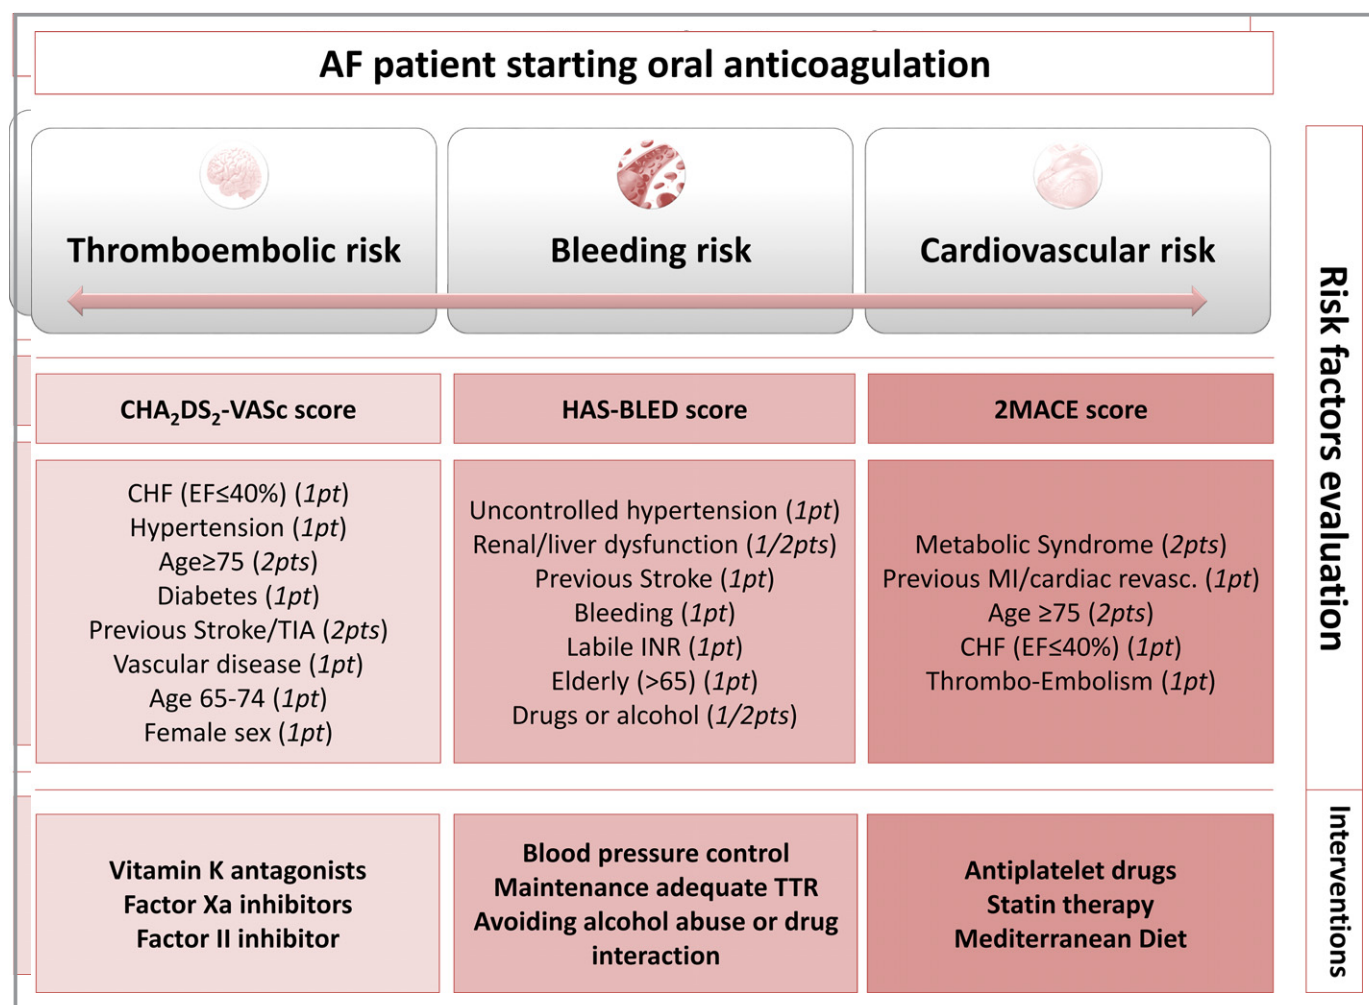 AF patient starting oral anticoagulation
Thromboembolic risk
Bleeding risk
Cardiovascular risk
CHA₂DS₂-VASc score
HAS-BLED score
2MACE score
CHF (EF≤40%) (1pt)
Hypertension (1pt)
Age≥75 (2pts)
Diabetes (1pt)
Previous Stroke/TIA (2pts)
Vascular disease (1pt)
Age 65-74 (1pt)
Female sex (1pt)
Uncontrolled hypertension (1pt)
Renal/liver dysfunction (1/2pts)
Previous Stroke (1pt)
Bleeding (1pt)
Labile INR (1pt)
Elderly (>65) (1pt)
Drugs or alcohol (1/2pts)
Metabolic Syndrome (2pts)
Previous MI/cardiac revasc. (1pt)
Age ≥75 (2pts)
CHF (EF≤40%) (1pt)
Thrombo-Embolism (1pt)
Risk factors evaluation
Vitamin K antagonists
Factor Xa inhibitors
Factor II inhibitor
Blood pressure control
Maintenance adequate TTR
Avoiding alcohol abuse or drug
interaction
Antiplatelet drugs
Statin therapy
Mediterranean Diet
Interventions